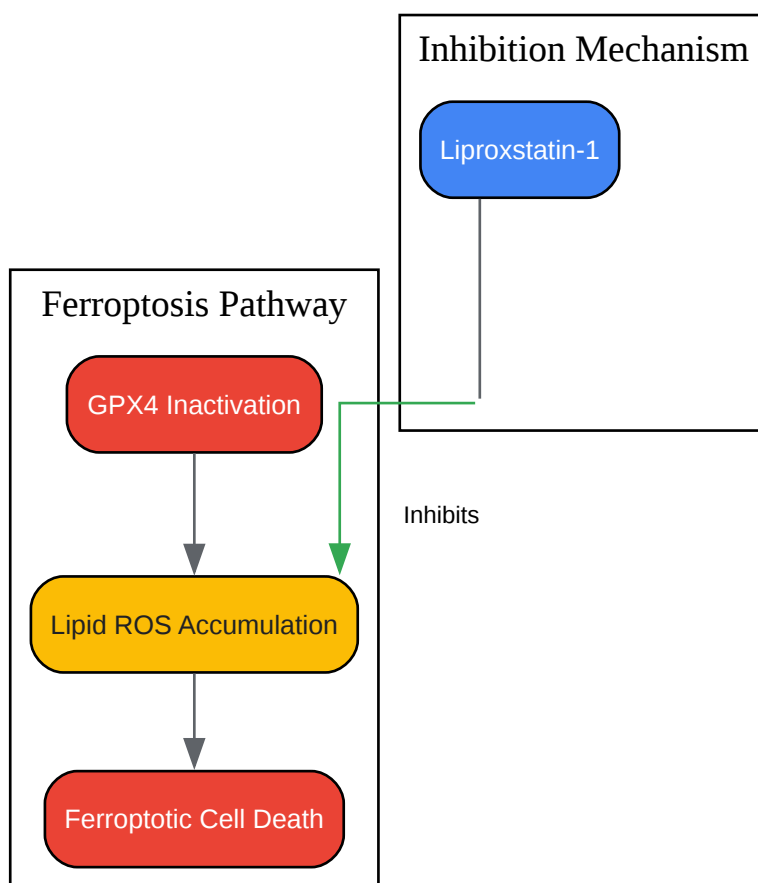 Inhibition Mechanism
Liproxstatin-1
Ferroptosis Pathway
GPX4 Inactivation
Inhibits
Lipid ROS Accumulation
Ferroptotic Cell Death